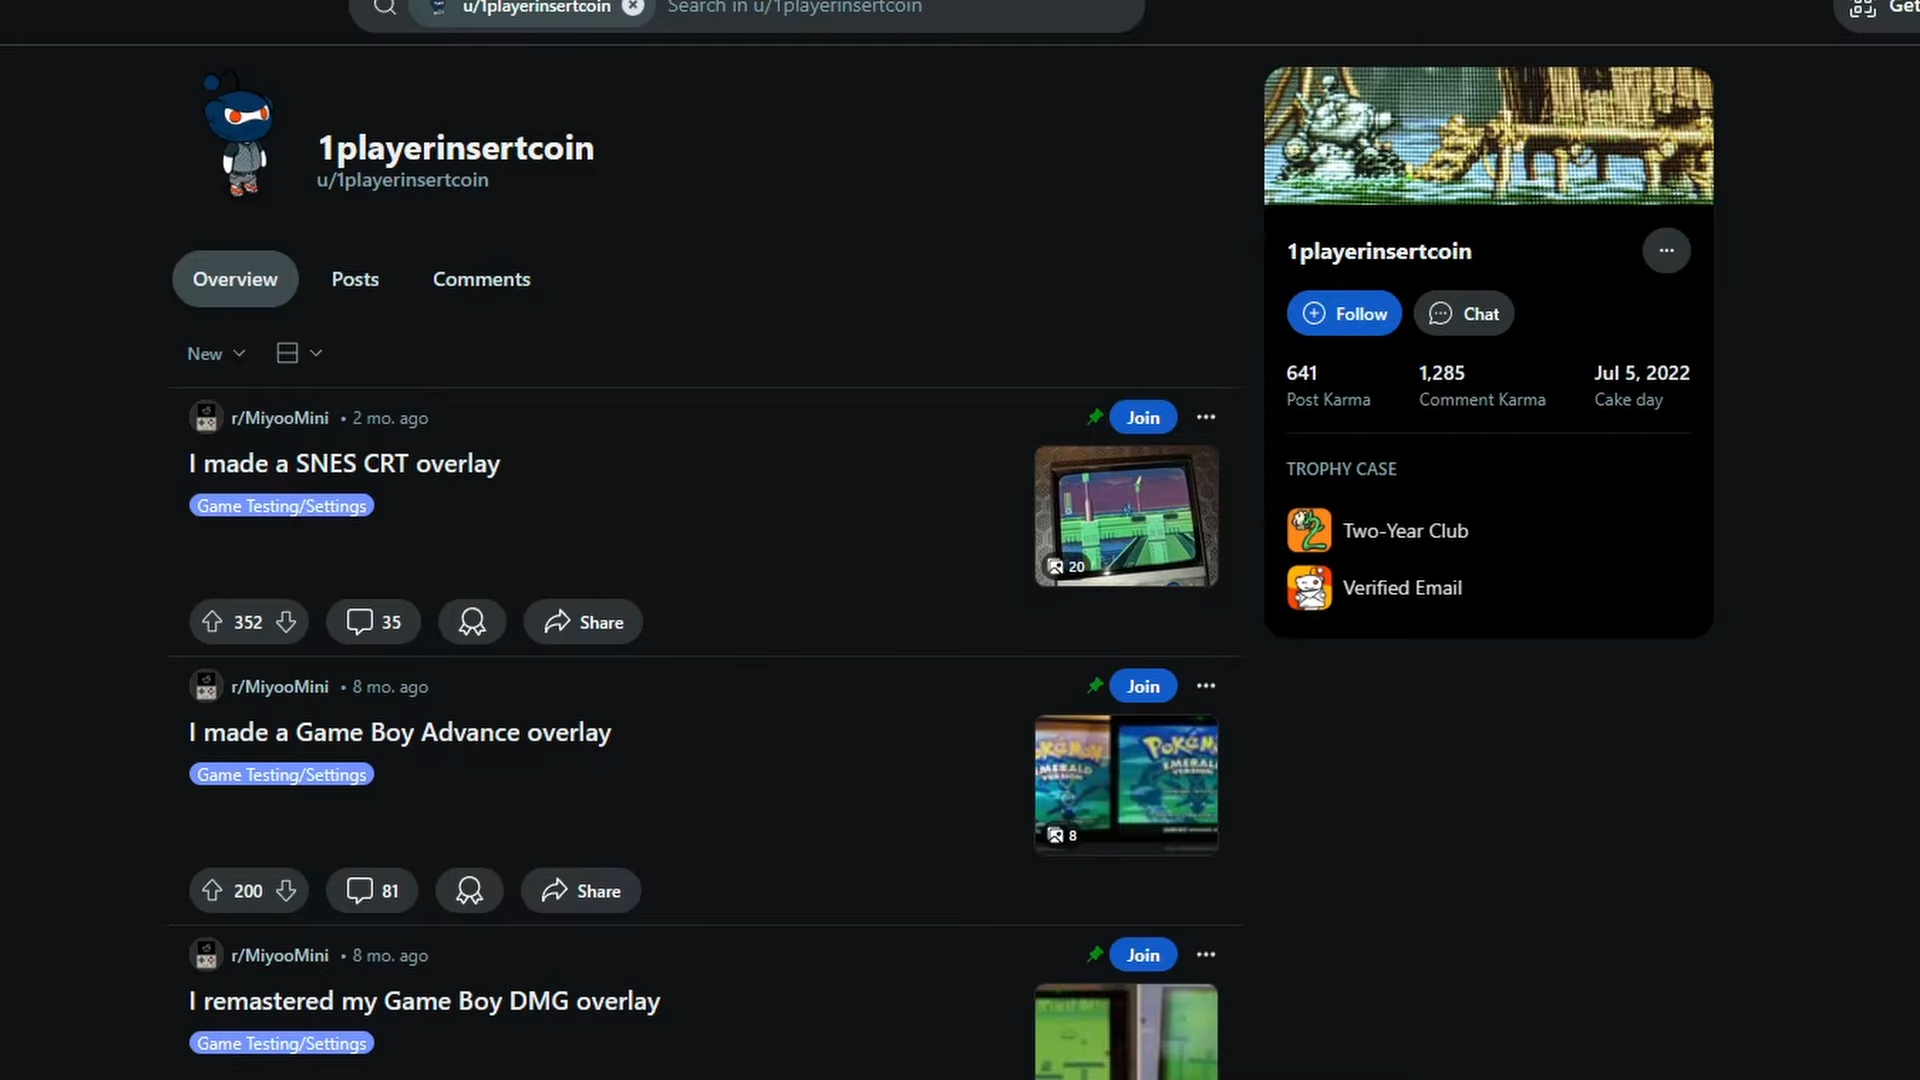 u/1playerinsertcoin
Search in u/1playerinsertcoin
Get
1playerinsertcoin
u/1playerinsertcoin
Overview
Posts
Comments
New
r/MiyooMini • 2 mo. ago
Join
I made a SNES CRT overlay
Game Testing/Settings
20
352
35
Share
r/MiyooMini • 8 mo. ago
Join
I made a Game Boy Advance overlay
Game Testing/Settings
8
200
81
Share
r/MiyooMini • 8 mo. ago
Join
I remastered my Game Boy DMG overlay
Game Testing/Settings
1playerinsertcoin
Follow
Chat
641
1,285
Jul 5, 2022
Post Karma
Comment Karma
Cake day
TROPHY CASE
Two-Year Club
Verified Email